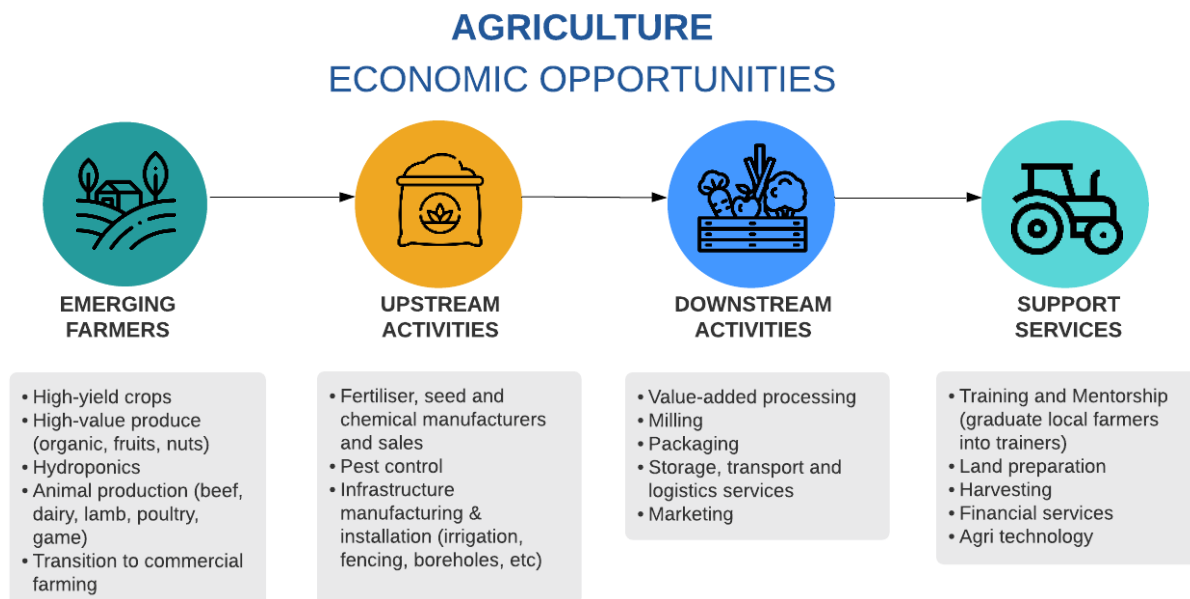 AGRICULTURE
ECONOMIC OPPORTUNITIES
EMERGING
FARMERS
• High-yield crops
• High-value produce
(organic, fruits, nuts)
• Hydroponics
• Animal production (beef,
dairy, lamb, poultry,
game)
• Transition to commercial
farming
UPSTREAM
ACTIVITIES
• Fertiliser, seed and
chemical manufacturers
and sales
• Pest control
• Infrastructure
manufacturing &
installation (irrigation,
fencing, boreholes, etc)
DOWNSTREAM
ACTIVITIES
• Value-added processing
• Milling
• Packaging
• Storage, transport and
logistics services
• Marketing
SUPPORT
SERVICES
• Training and Mentorship
(graduate local farmers
into trainers)
• Land preparation
• Harvesting
• Financial services
• Agri technology